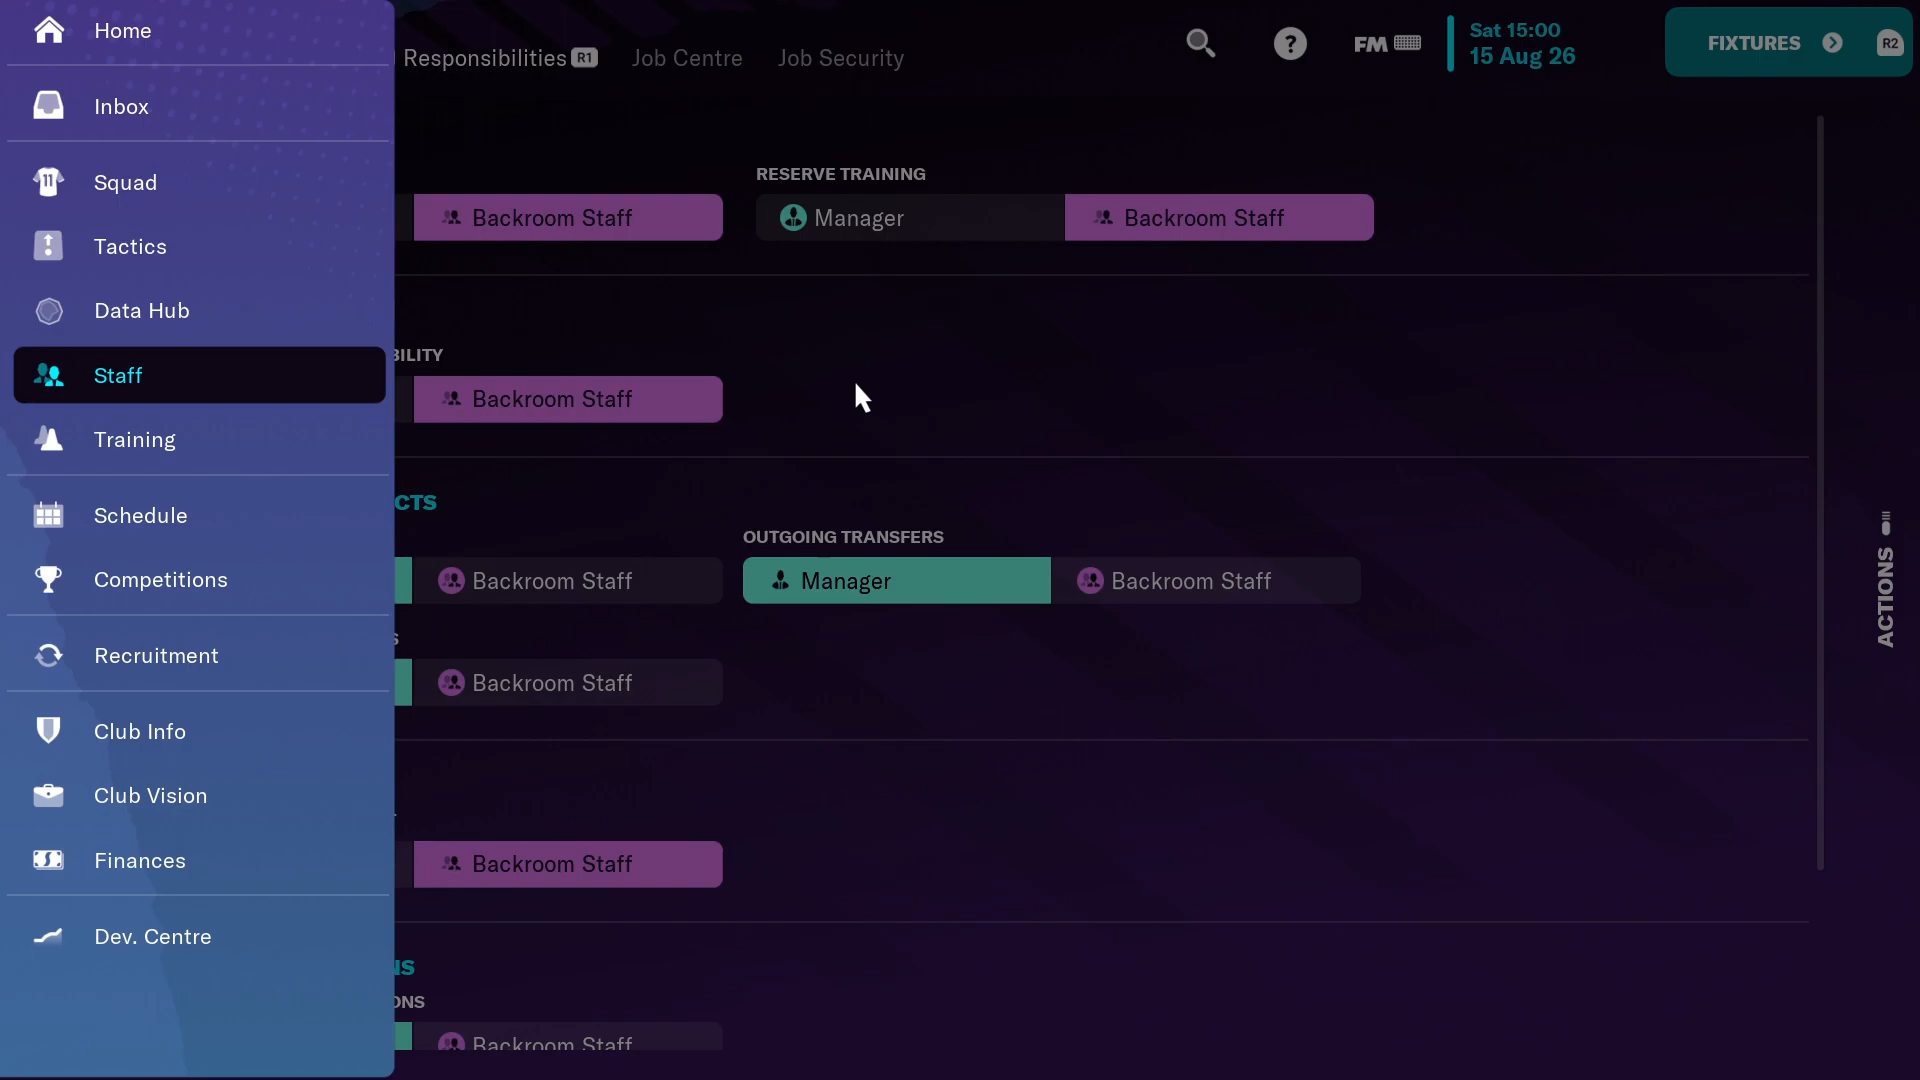 Home
Inbox
Squad
Tactics
Data Hub
Staff
Training
Schedule
Competitions
Recruitment
Club Info
Club Vision
Finances
Dev. Centre
Responsibilities R1
Job Centre
Job Security
?
FM
Sat 15:00
15 Aug 26
FIXTURES
R2
RESERVE TRAINING
Backroom Staff
Manager
Backroom Staff
BILITY
Backroom Staff
CTS
OUTGOING TRANSFERS
Backroom Staff
Manager
Backroom Staff
S
Backroom Staff
Backroom Staff
NS
ONS
Backroom Staff
ACTIONS